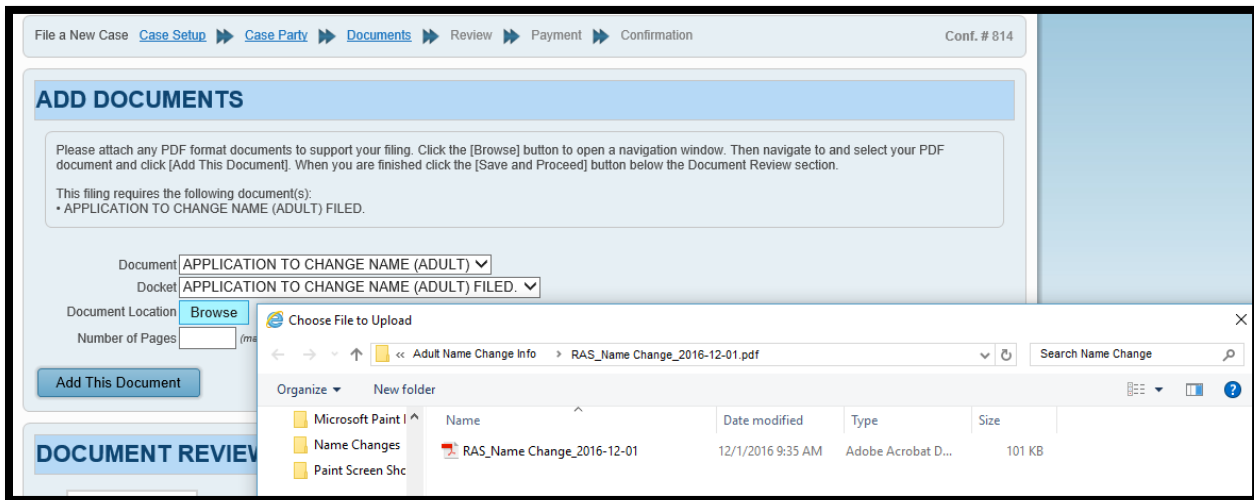 File a New Case Case Setup Case Party Documents Review Payment Confirmation Conf. # 814
ADD DOCUMENTS
Please attach any PDF format documents to support your filing. Click the [Browse] button to open a navigation window. Then navigate to and select your PDF
document and click [Add This Document]. When you are finished click the [Save and Proceed] button below the Document Review section.
This filing requires the following document(s):
• APPLICATION TO CHANGE NAME (ADULT) FILED.
Document APPLICATION TO CHANGE NAME (ADULT)
Docket APPLICATION TO CHANGE NAME (ADULT) FILED.
Document Location Browse
Number of Pages
Add This Document
DOCUMENT REVIEW
Choose File to Upload
« Adult Name Change Info > RAS_Name Change_2016-12-01.pdf Search Name Change
Organize New folder
Microsoft Paint
Name Changes
Paint Screen
Name Date modified Type Size
RAS_Name Change_2016-12-01 12/1/2016 9:35 AM Adobe Acrobat D... 101 KB